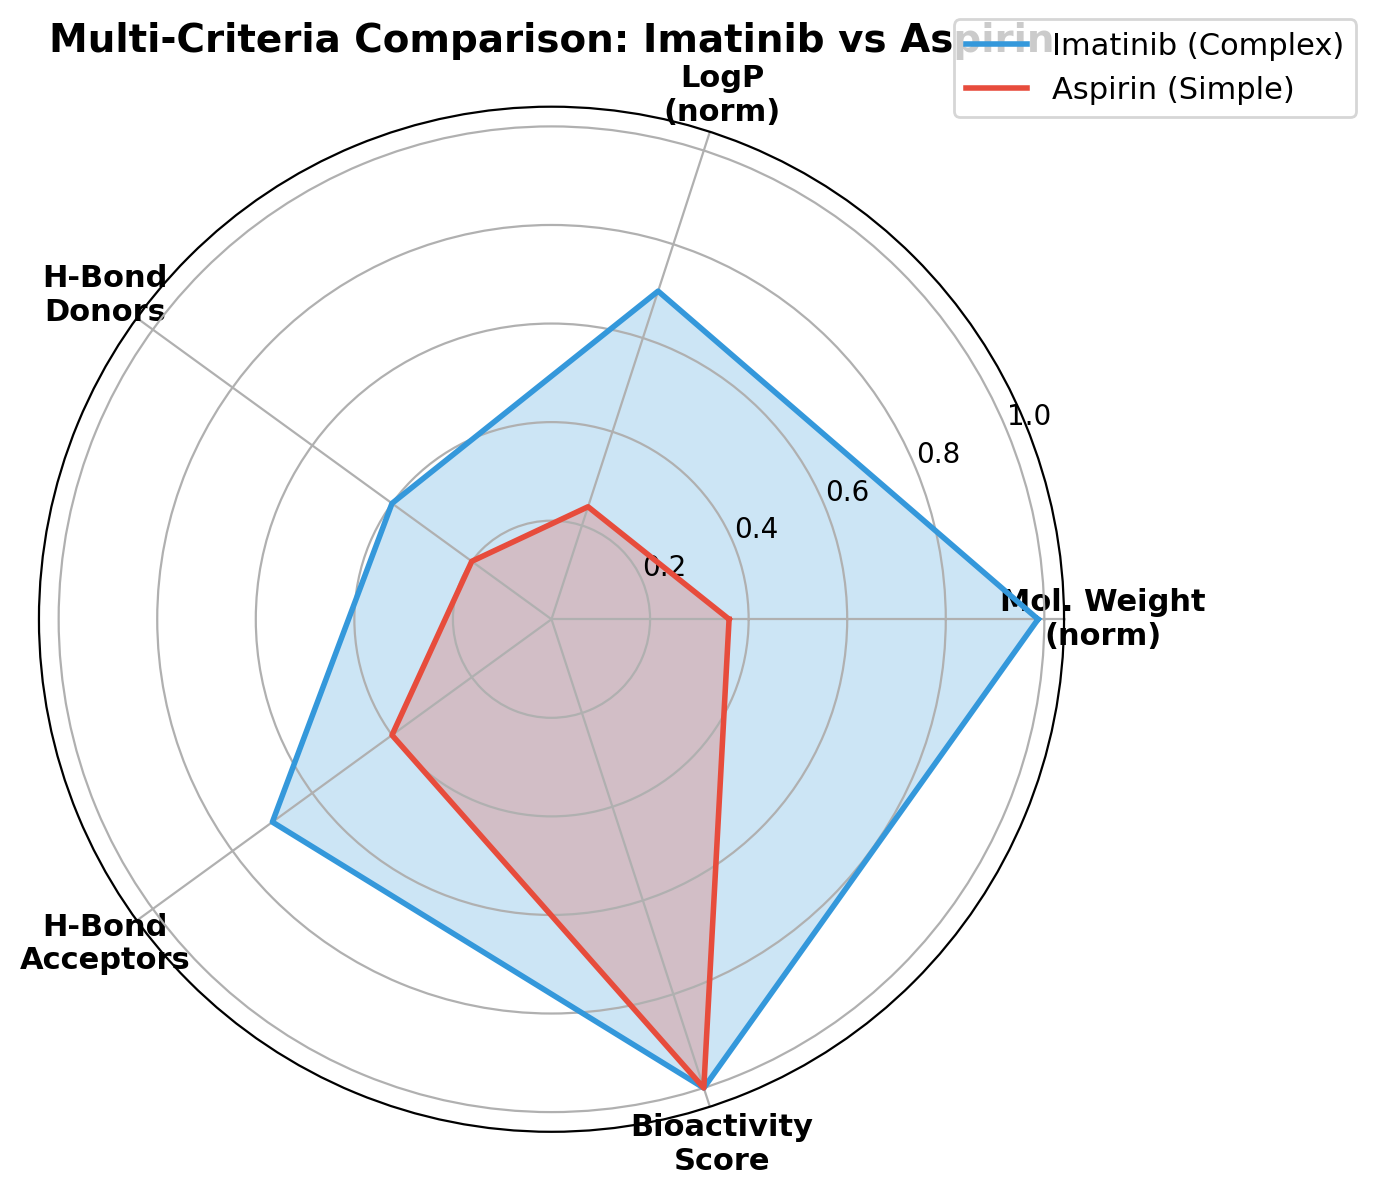 Multi-Criteria Comparison: Imatinib vs Aspirin
Imatinib (Complex)
Aspirin (Simple)
LogP
(norm)
H-Bond
Donors
1.0
0.8
0.6
0.4
0.2
Mol. Weight
(norm)
H-Bond
Acceptors
Bioactivity
Score